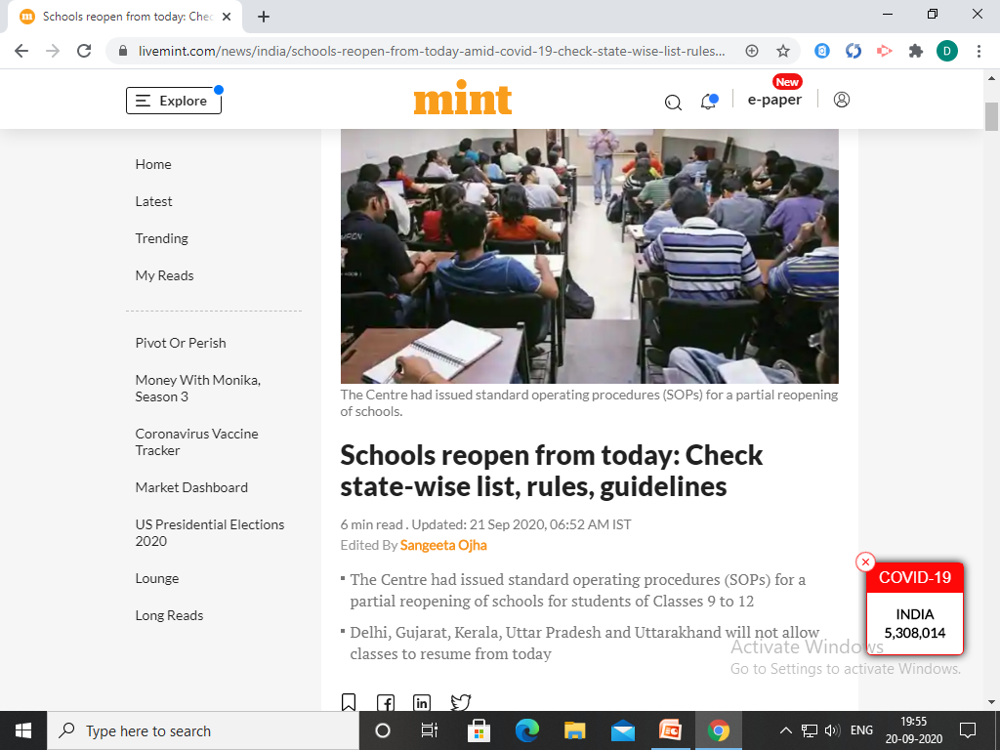 Schools reopen from today: Chec
livemint.com/news/india/schools-reopen-from-today-amid-covid-19-check-state-wise-list-rules...
D
Explore
mint
New
e-paper
Home
Latest
Trending
My Reads
Pivot Or Perish
Money With Monika,
Season 3
Coronavirus Vaccine
Tracker
Market Dashboard
US Presidential Elections
2020
Lounge
Long Reads
The Centre had issued standard operating procedures (SOPs) for a partial reopening
of schools.
Schools reopen from today: Check
state-wise list, rules, guidelines
6 min read . Updated: 21 Sep 2020, 06:52 AM IST
Edited By Sangeeta Ojha
The Centre had issued standard operating procedures (SOPs) for a
partial reopening of schools for students of Classes 9 to 12
Delhi, Gujarat, Kerala, Uttar Pradesh and Uttarakhand will not allow
classes to resume from today
COVID-19
INDIA
5,308,014
Activate Windows
Go to Settings to activate Windows.
Type here to search
ENG
19:55
20-09-2020